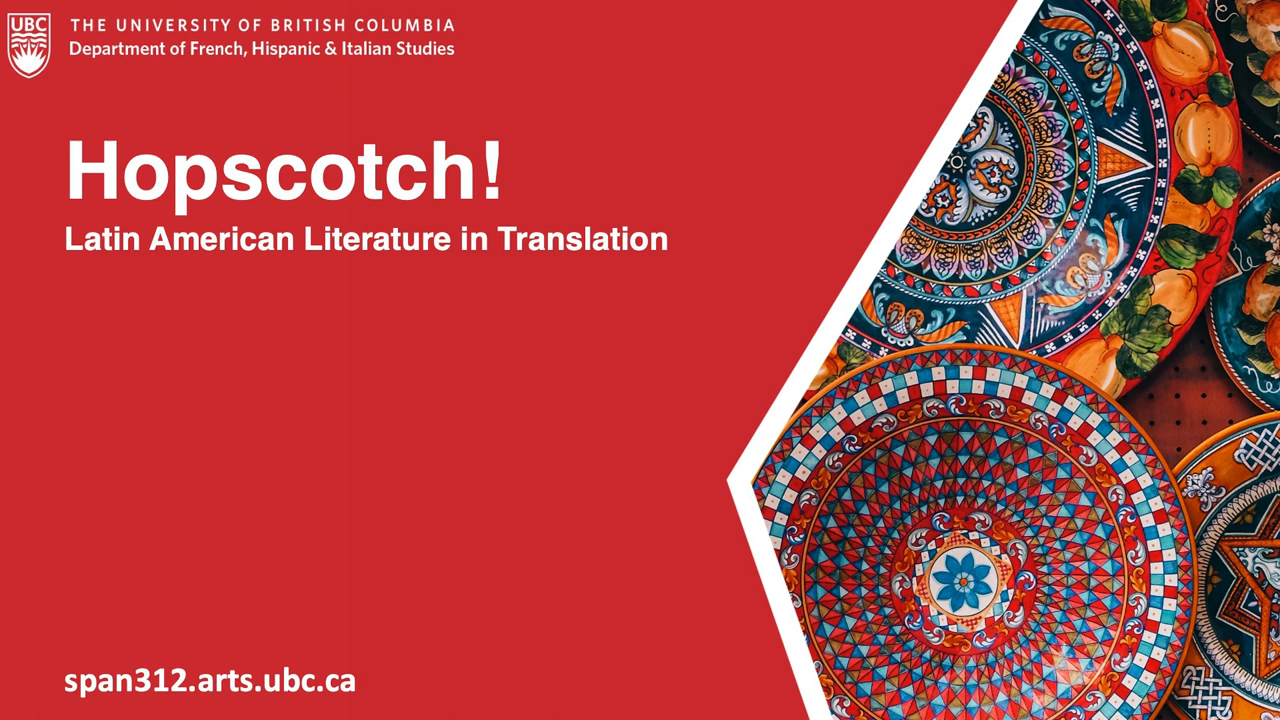 UBC
THE UNIVERSITY OF BRITISH COLUMBIA
Department of French, Hispanic & Italian Studies
Hopscotch!
Latin American Literature in Translation
span312.arts.ubc.ca